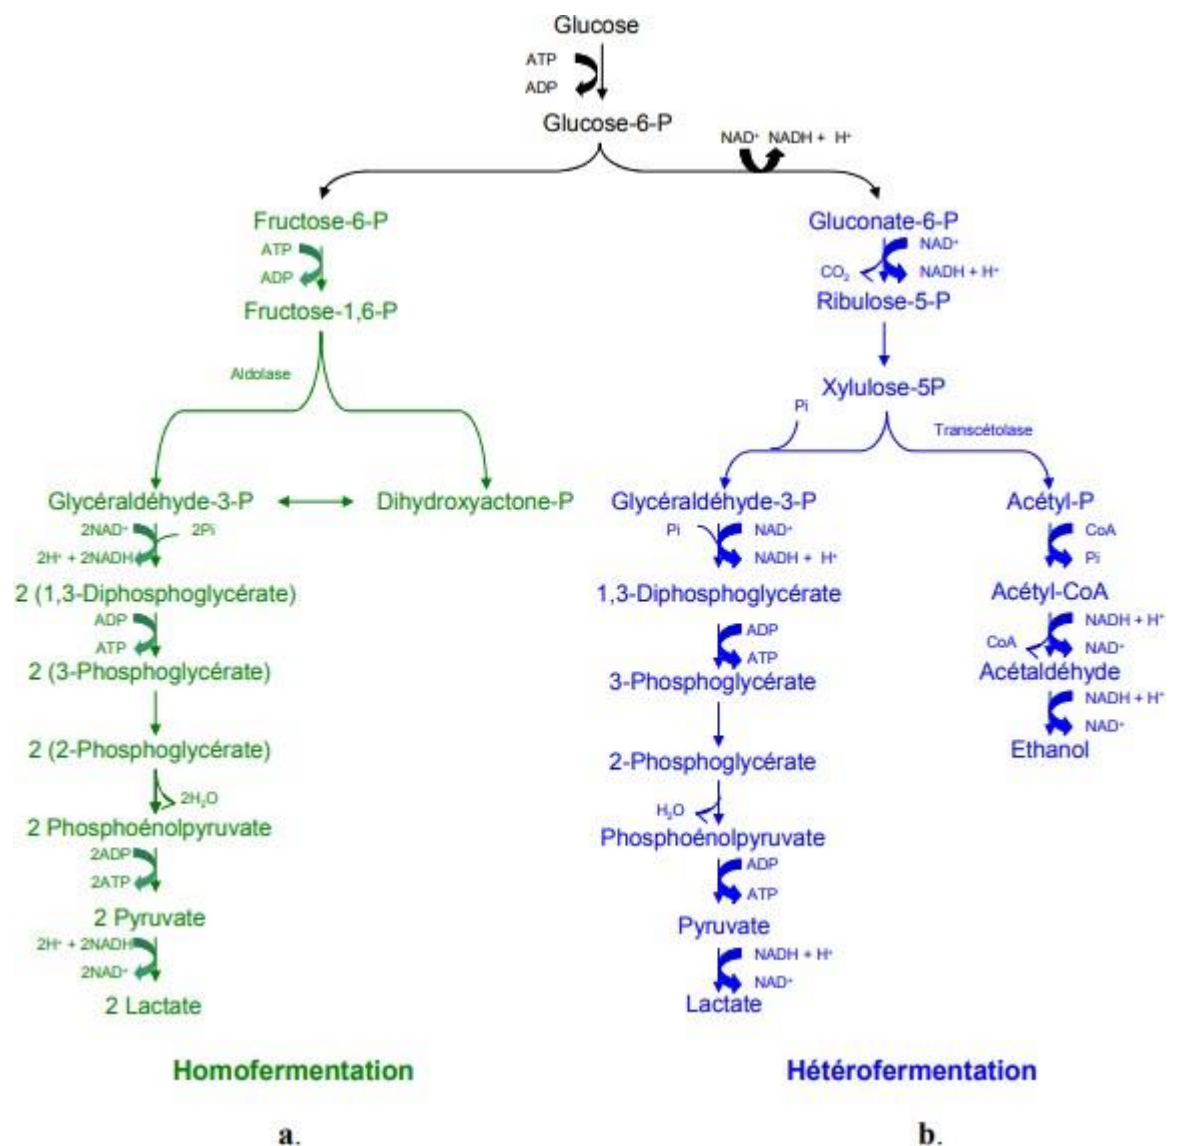 Glucose
ATP
ADP
Glucose-6-P
NAD⁺ NADH + H⁺
Fructose-6-P
ATP
ADP
Fructose-1,6-P
Aldolase
Glycéraldéhyde-3-P
Dihydroxyactone-P
2NAD⁺
2Pi
2H⁺ + 2NADH
2 (1,3-Diphosphoglycérate)
ADP
ATP
2 (3-Phosphoglycérate)
2 (2-Phosphoglycérate)
2H₂O
2 Phosphoénolpyruvate
2ADP
2ATP
2 Pyruvate
2H⁺ + 2NADH
2NAD⁺
2 Lactate
Homofermentation
a.
Gluconate-6-P
NAD⁺
CO₂
NADH + H⁺
Ribulose-5-P
Xylulose-5P
Pi
Transcétolase
Glycéraldéhyde-3-P
Pi
NAD⁺
NADH + H⁺
1,3-Diphosphoglycérate
ADP
ATP
3-Phosphoglycérate
2-Phosphoglycérate
H₂O
Phosphoénolpyruvate
ADP
ATP
Pyruvate
NADH + H⁺
NAD⁺
Lactate
Acétyl-P
CoA
Pi
Acétyl-CoA
NADH + H⁺
CoA
NAD⁺
Acétaldéhyde
NADH + H⁺
NAD⁺
Ethanol
Hétérofermentation
b.